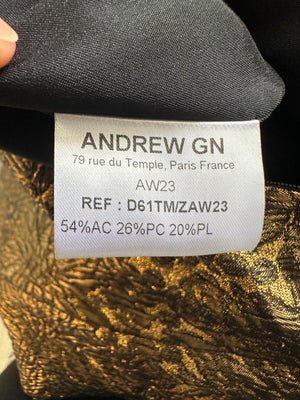 ANDREW GN
79 rue du Temple, Paris France
AW23
REF : D61TM/ZAW23
54%AC 26%PC 20%PL